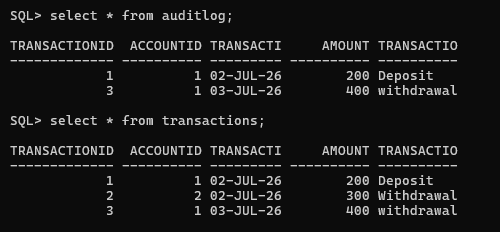 SQL> select * from auditlog;
TRANSACTIONID ACCOUNTID TRANSACTI AMOUNT TRANSACTIO
------------- ---------- --------- ---------- ----------
1 1 02-JUL-26 200 Deposit
3 1 03-JUL-26 400 withdrawal
SQL> select * from transactions;
TRANSACTIONID ACCOUNTID TRANSACTI AMOUNT TRANSACTIO
------------- ---------- --------- ---------- ----------
1 1 02-JUL-26 200 Deposit
2 2 02-JUL-26 300 Withdrawal
3 1 03-JUL-26 400 withdrawal